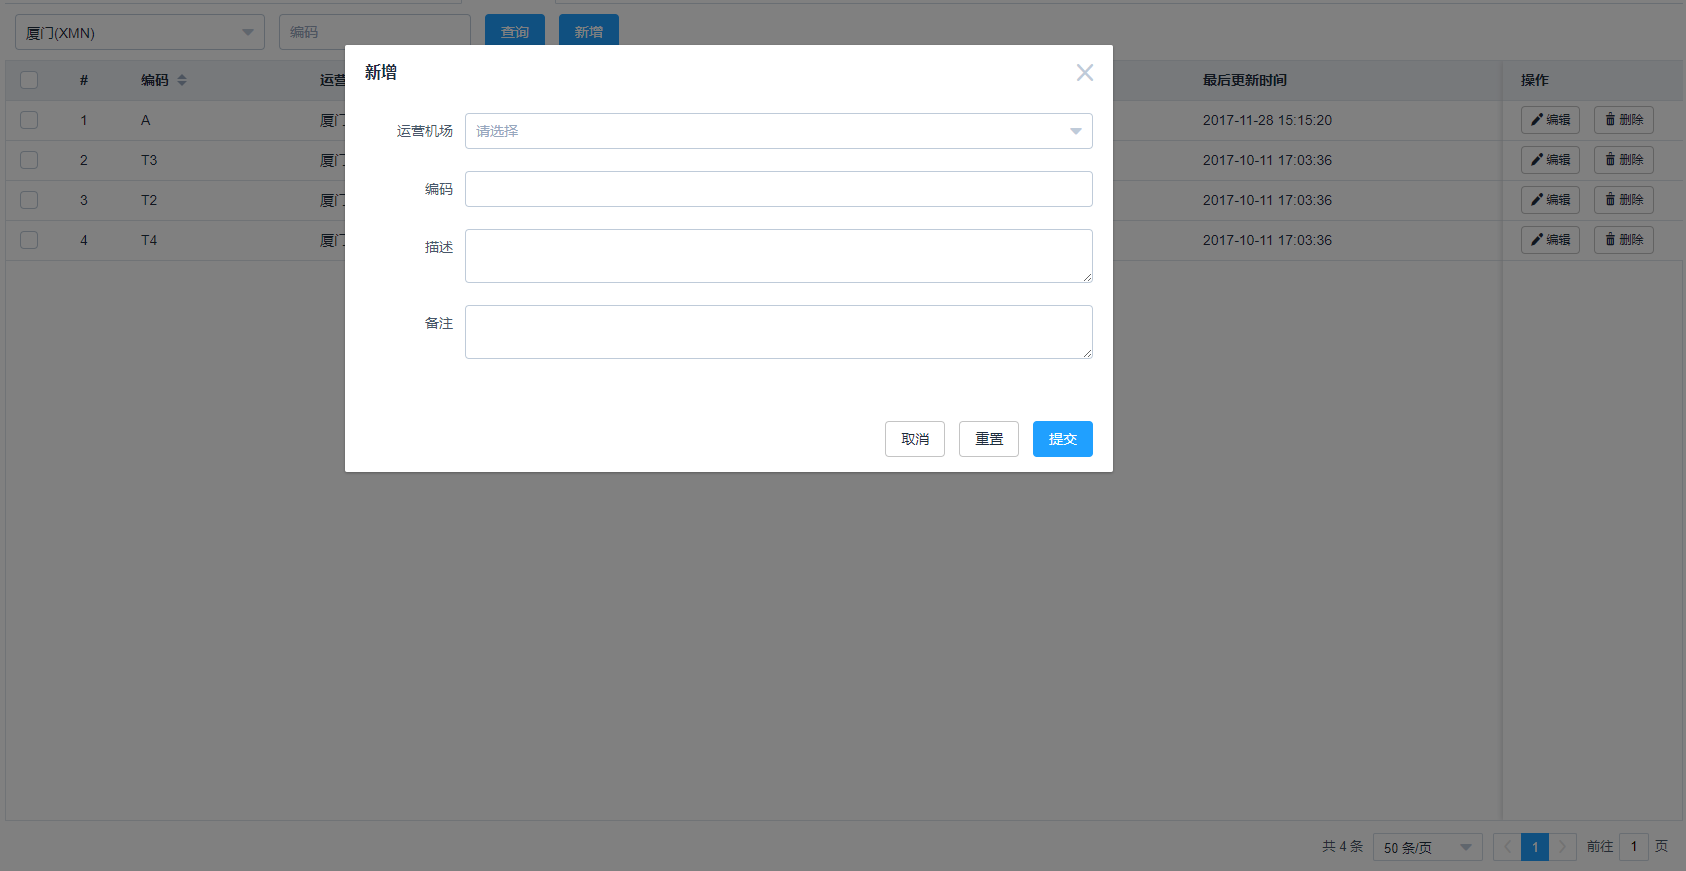 厦门(XMN) 编码 查询 新增
新增
# 编码 运营 最后更新时间 操作
1 A 厦门 2017-11-28 15:15:20 编辑 删除
2 T3 厦门 2017-10-11 17:03:36 编辑 删除
3 T2 厦门 2017-10-11 17:03:36 编辑 删除
4 T4 厦门 2017-10-11 17:03:36 编辑 删除
运营机场 请选择
编码
描述
备注
取消 重置 提交
共 4 条 50 条/页 1 前往 1 页